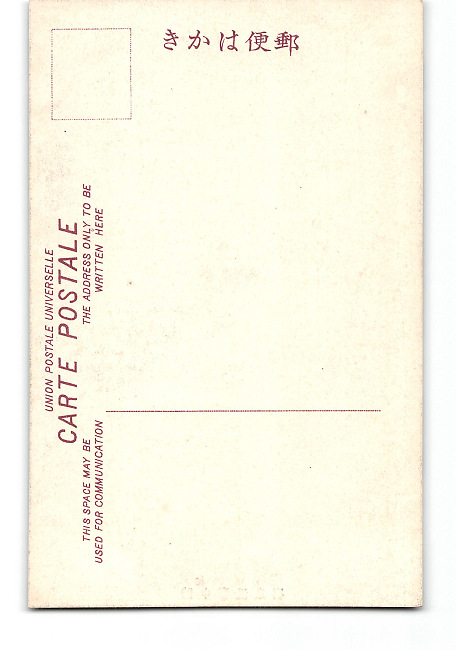 きかは便郵
UNION POSTALE UNIVERSELLE
CARTE POSTALE
THE ADDRESS ONLY TO BE
WRITTEN HERE
THIS SPACE MAY BE
USED FOR COMMUNICATION